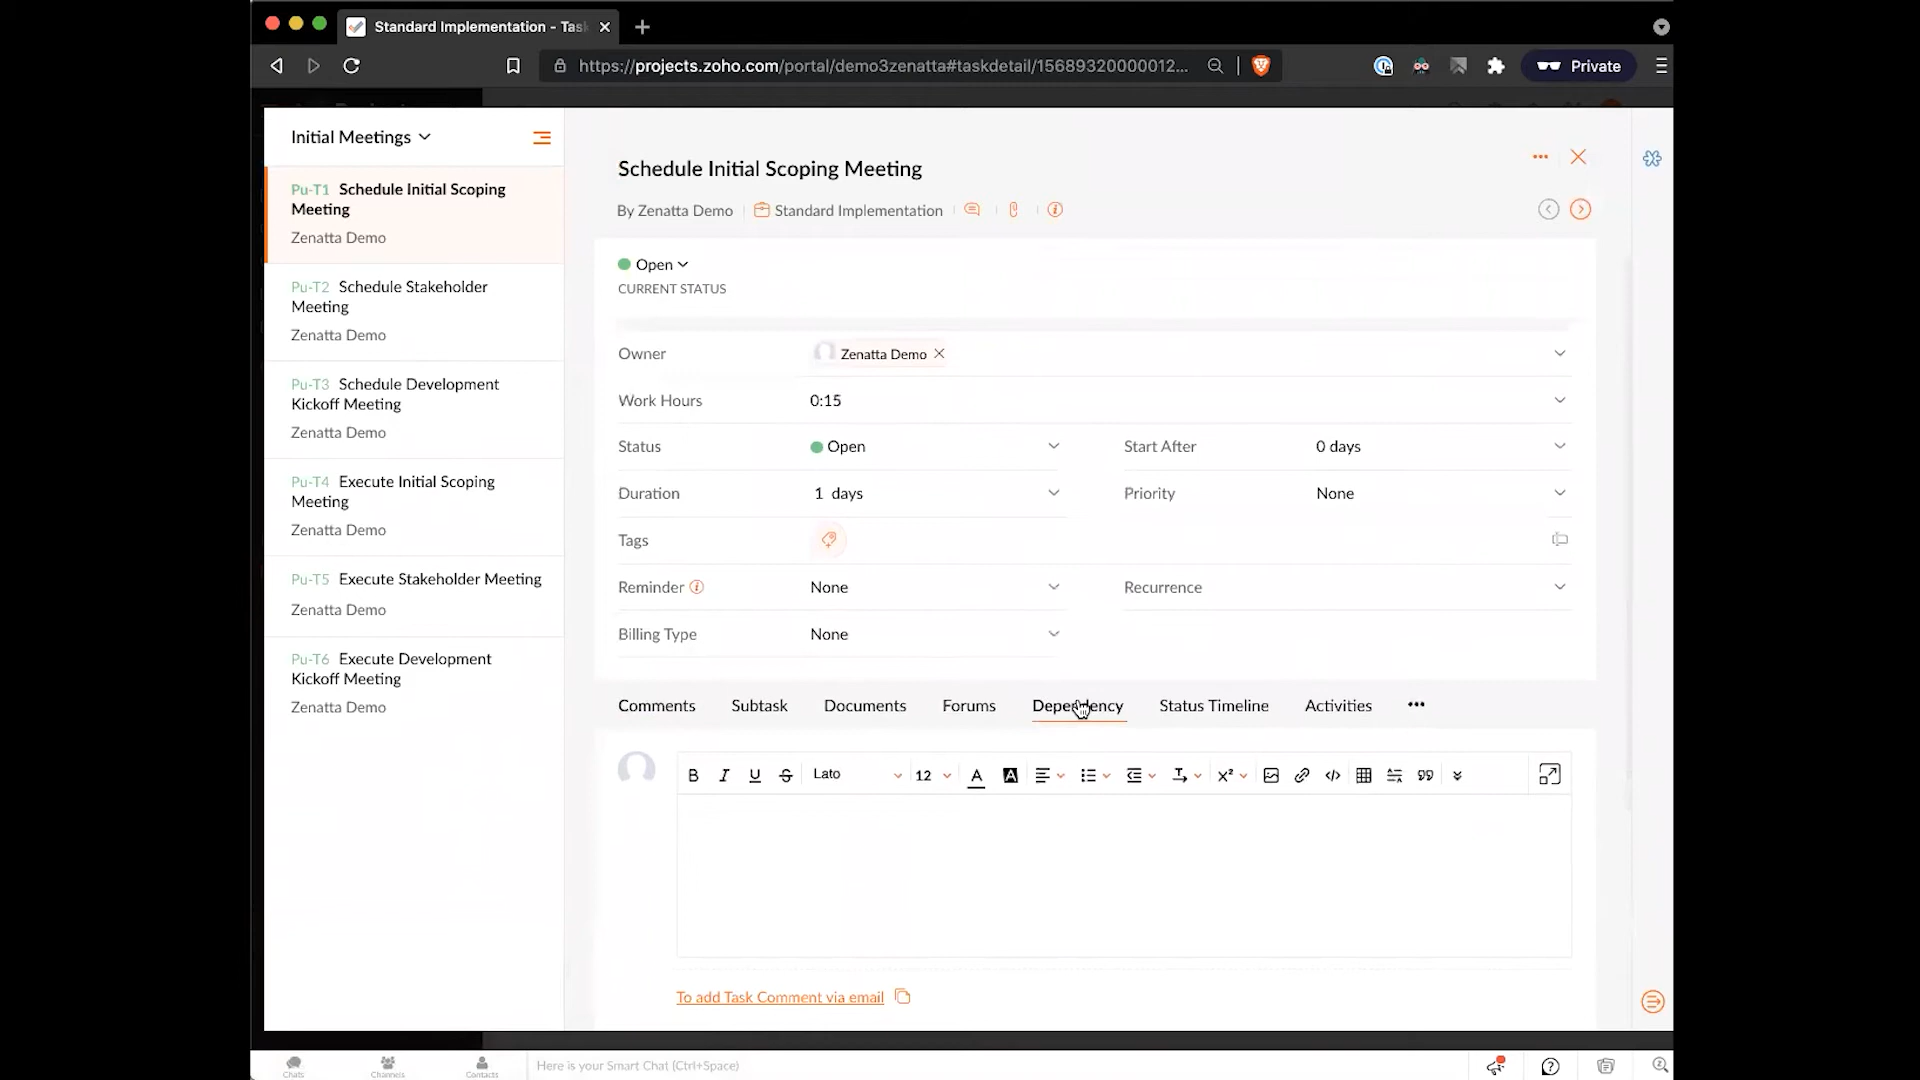 Standard Implementation - Tas
https://projects.zoho.com/portal/demo3zenatta#taskdetail/15689320000012...
Private
Initial Meetings
Pu-T1 Schedule Initial Scoping
Meeting
Zenatta Demo
Pu-T2 Schedule Stakeholder
Meeting
Zenatta Demo
Pu-T3 Schedule Development
Kickoff Meeting
Zenatta Demo
Pu-T4 Execute Initial Scoping
Meeting
Zenatta Demo
Pu-T5 Execute Stakeholder Meeting
Zenatta Demo
Pu-T6 Execute Development
Kickoff Meeting
Zenatta Demo
Schedule Initial Scoping Meeting
By Zenatta Demo Standard Implementation
Open
CURRENT STATUS
Owner Zenatta Demo
Work Hours 0:15
Status Open Start After 0 days
Duration 1 days Priority None
Tags
Reminder None Recurrence
Billing Type None
Comments Subtask Documents Forums Dependency Status Timeline Activities
Lato 12
To add Task Comment via email
Chats Channels Contacts Here is your Smart Chat (Ctrl+Space)